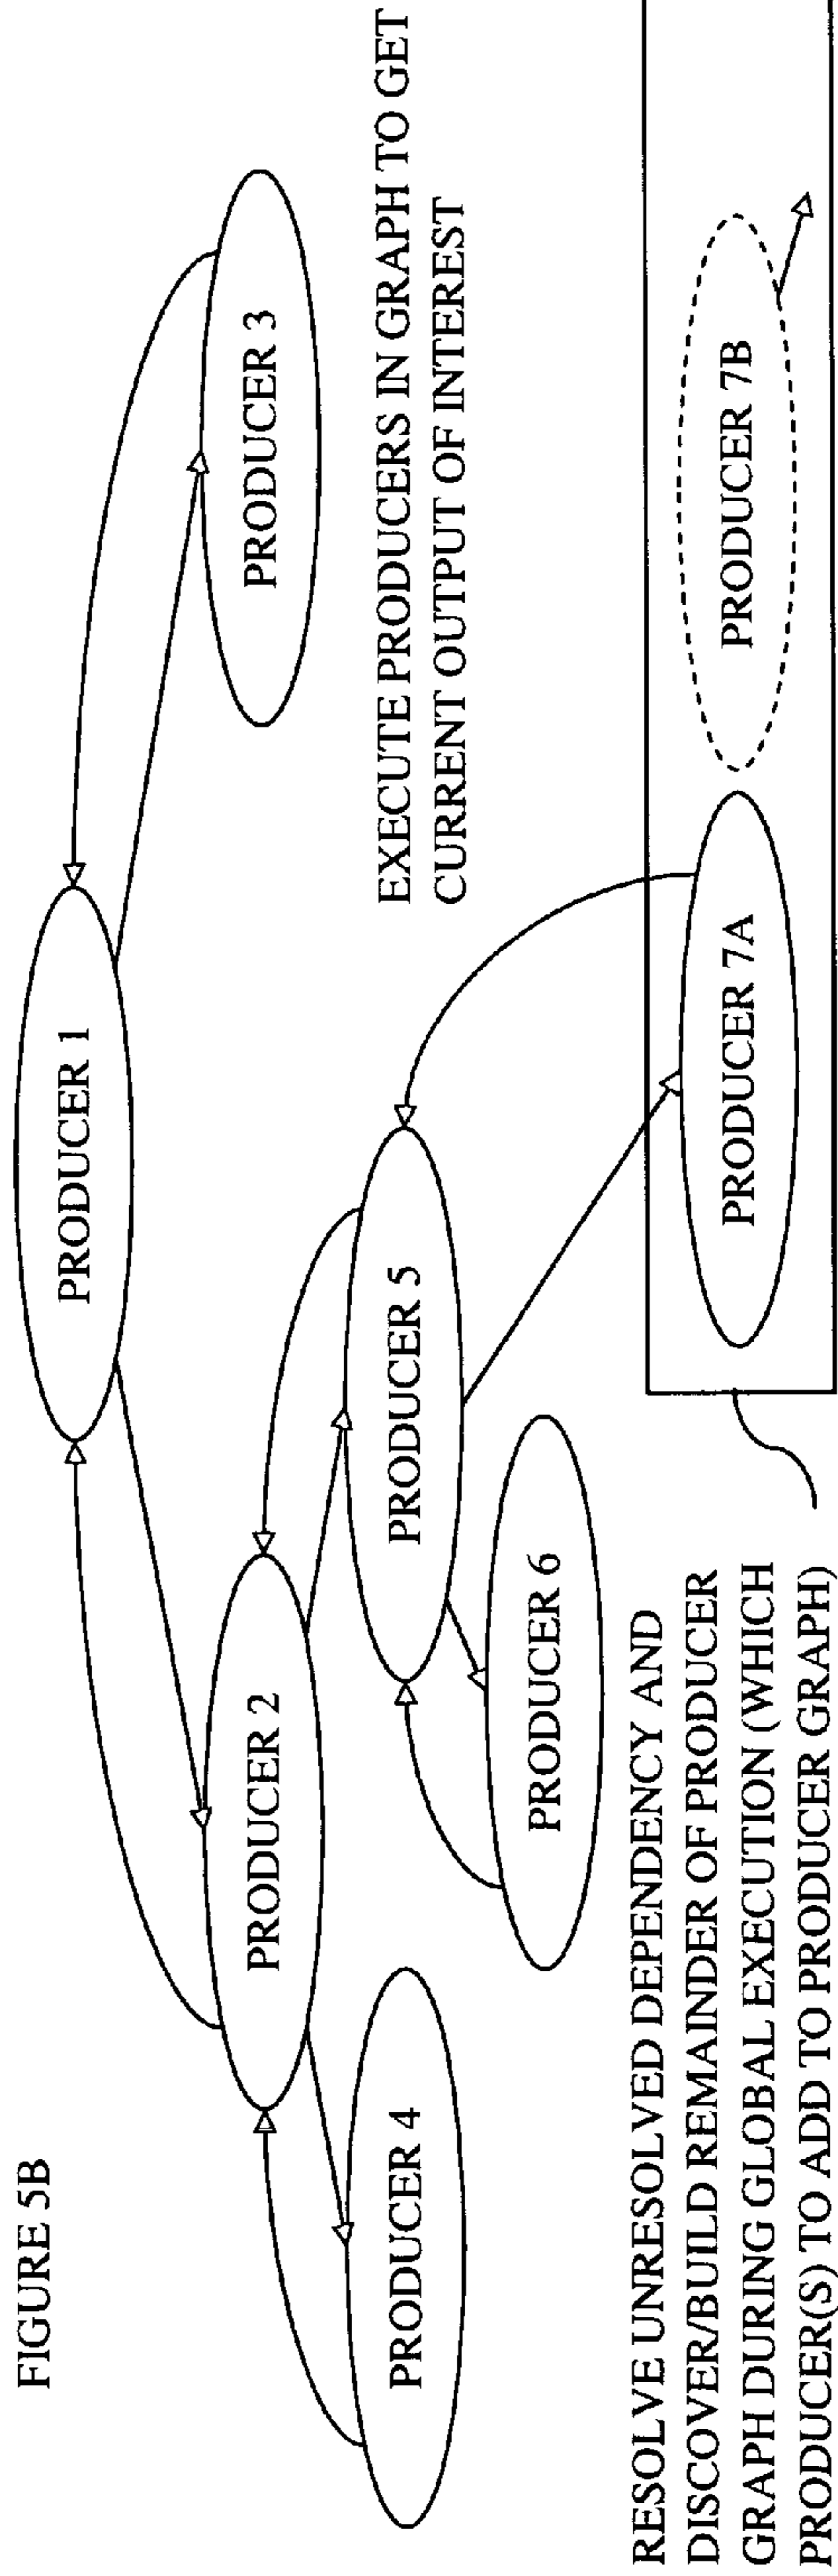 FIGURE 5B
PRODUCER 1
PRODUCER 2
PRODUCER 3
EXECUTE PRODUCERS IN GRAPH TO GET
CURRENT OUTPUT OF INTEREST
PRODUCER 4
PRODUCER 5
PRODUCER 6
RESOLVE UNRESOLVED DEPENDENCY AND
DISCOVER/BUILD REMAINDER OF PRODUCER
GRAPH DURING GLOBAL EXECUTION (WHICH
PRODUCER(S) TO ADD TO PRODUCER GRAPH)
PRODUCER 7A
PRODUCER 7B